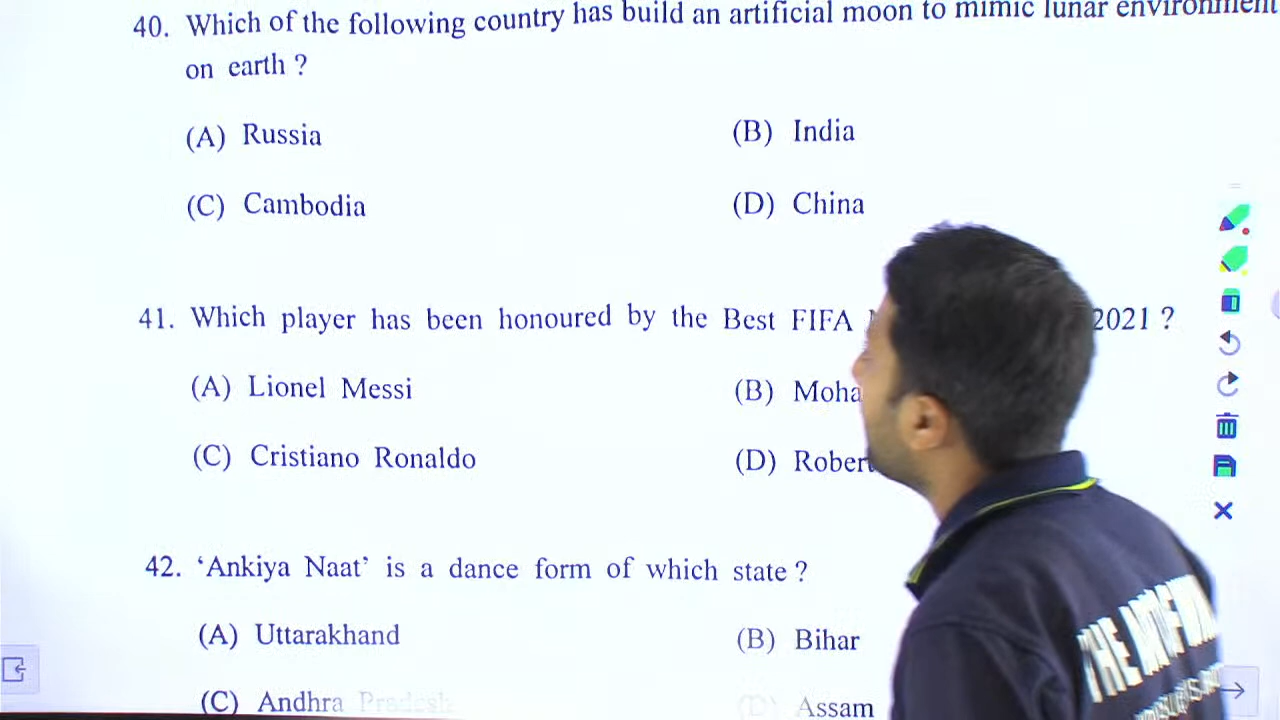 40. Which of the following country has build an artificial moon to mimic lunar environment
on earth ?
(A) Russia
(B) India
(C) Cambodia
(D) China
41. Which player has been honoured by the Best FIFA 2021 ?
(A) Lionel Messi
(B) Moha
(C) Cristiano Ronaldo
(D) Robert
42. ‘Ankiya Naat’ is a dance form of which state ?
(A) Uttarakhand
(B) Bihar
(C) Andhra Pradesh
(D) Assam
THE